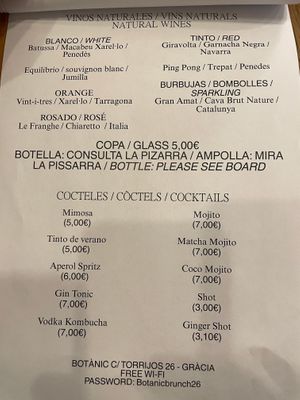 VINOS NATURALES / VINS NATURALS
NATURAL WINES
BLANCO / WHITE
Batussa / Macabeu Xarel·lo /
Penedès
Equilibrio / souvignon blanc /
Jumilla
ORANGE
Vint-i-tres / Xarel·lo / Tarragona
ROSADO / ROSÉ
Le Franghe / Chiaretto / Italia
TINTO / RED
Giravolta / Garnacha Negra /
Navarra
Ping Pong / Trepat / Penedes
BURBUJAS / BOMBOLLES /
SPARKLING
Gran Amat / Cava Brut Nature /
Catalunya
COPA / GLASS 5,00€
BOTELLA: CONSULTA LA PIZARRA / AMPOLLA: MIRA
LA PISSARRA / BOTTLE: PLEASE SEE BOARD
COCTELES / CÒCTELS / COCKTAILS
Mimosa
(5,00€)
Tinto de verano
(5,00€)
Aperol Spritz
(6,00€)
Gin Tonic
(7,00€)
Vodka Kombucha
(7,00€)
Mojito
(7,00€)
Matcha Mojito
(7,00€)
Coco Mojito
(7,00€)
Shot
(3,00€)
Ginger Shot
(3,10€)
BOTÀNIC C/ TORRIJOS 26 - GRÀCIA
FREE WI-FI
PASSWORD: Botanicbrunch26